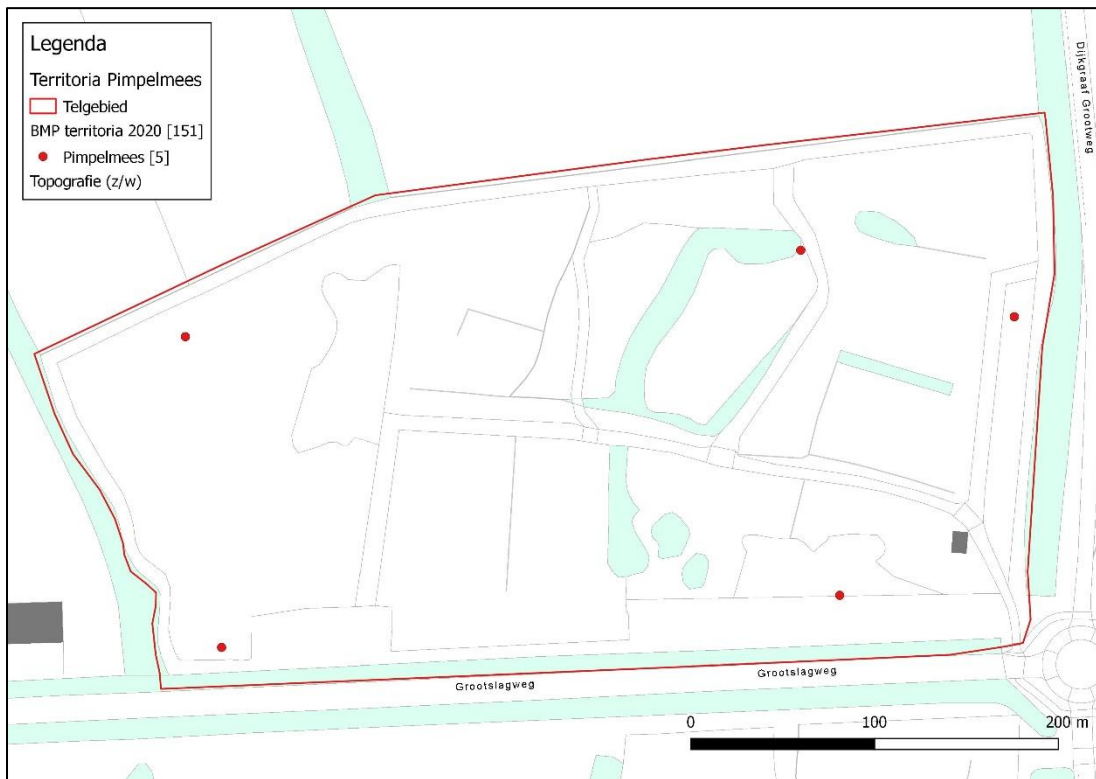 Legenda
Territoria Pimpelmees
Telgebied
BMP territoria 2020 [151]
Pimpelmees [5]
Topografie (z/w)
Dijkgraaf Grootweg
Grootslagweg
Grootslagweg
0 100 200 m